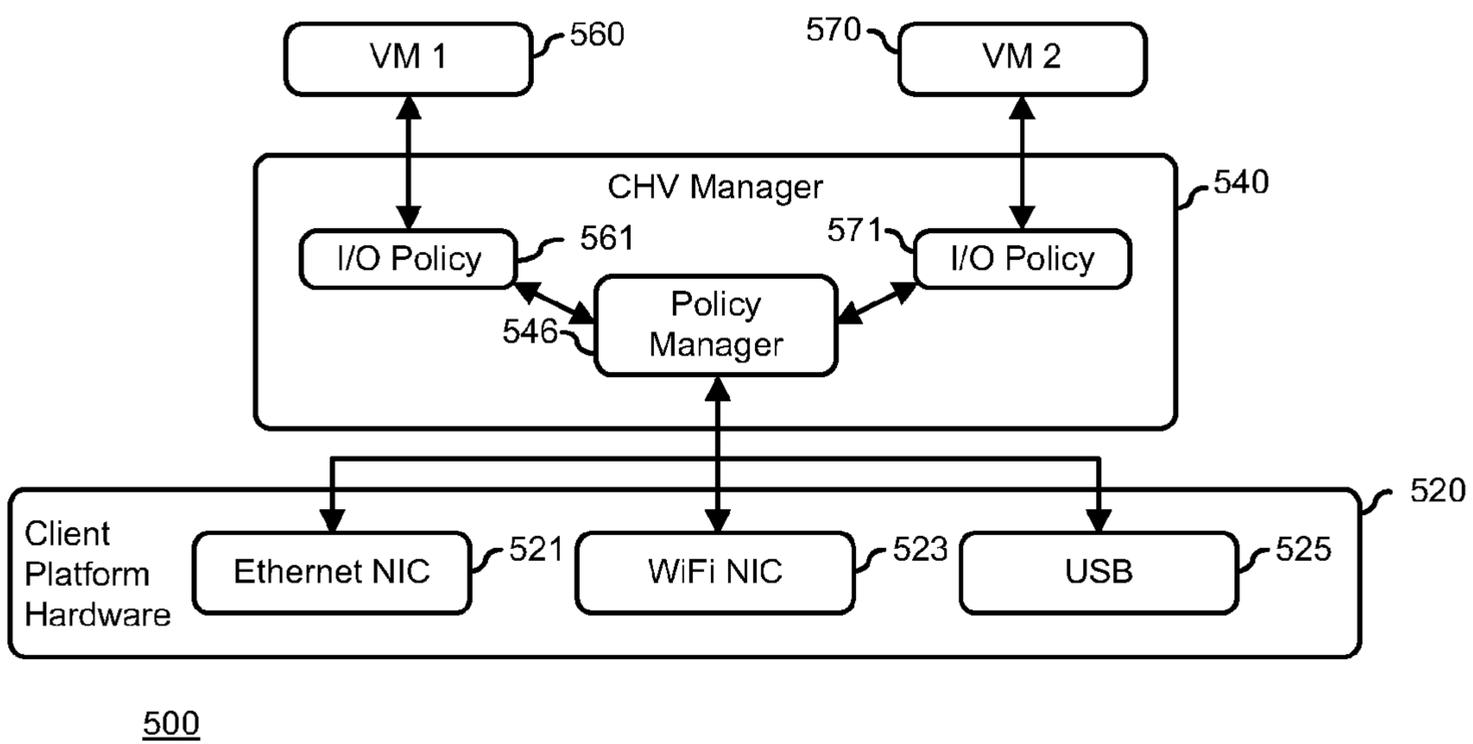 VM 1
560
570
VM 2
CHV Manager
540
I/O Policy
561
571
I/O Policy
Policy
Manager
546
520
Client
Platform
Hardware
Ethernet NIC
521
WiFi NIC
523
USB
525
500